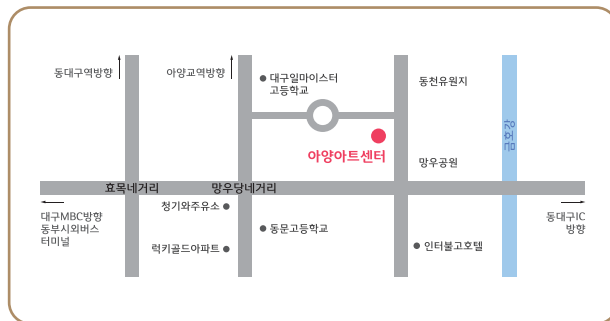 동대구역방향
아양교역방향
대구일마이스터
고등학교
동천유원지
금호강
아양아트센터
망우공원
효목네거리
망우당네거리
대구MBC방향
동부시외버스
터미널
청기와주유소
동문고등학교
럭키골드아파트
인터불고호텔
동대구IC
방향